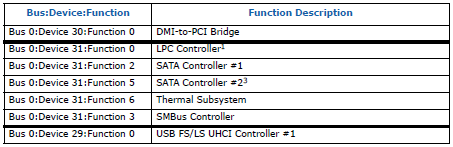 Bus:Device:Function Function Description
Bus 0:Device 30:Function 0 DMI-to-PCI Bridge
Bus 0:Device 31:Function 0 LPC Controller1
Bus 0:Device 31:Function 2 SATA Controller #1
Bus 0:Device 31:Function 5 SATA Controller #23
Bus 0:Device 31:Function 6 Thermal Subsystem
Bus 0:Device 31:Function 3 SMBus Controller
Bus 0:Device 29:Function 0 USB FS/LS UHCI Controller #1